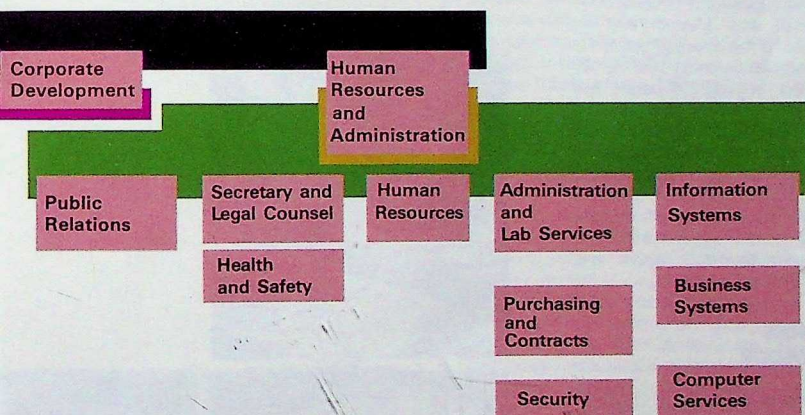 Corporate
Development
Human
Resources
and
Administration
Public
Relations
Secretary and
Legal Counsel
Health
and Safety
Human
Resources
Administration
and
Lab Services
Purchasing
and
Contracts
Security
Information
Systems
Business
Systems
Computer
Services